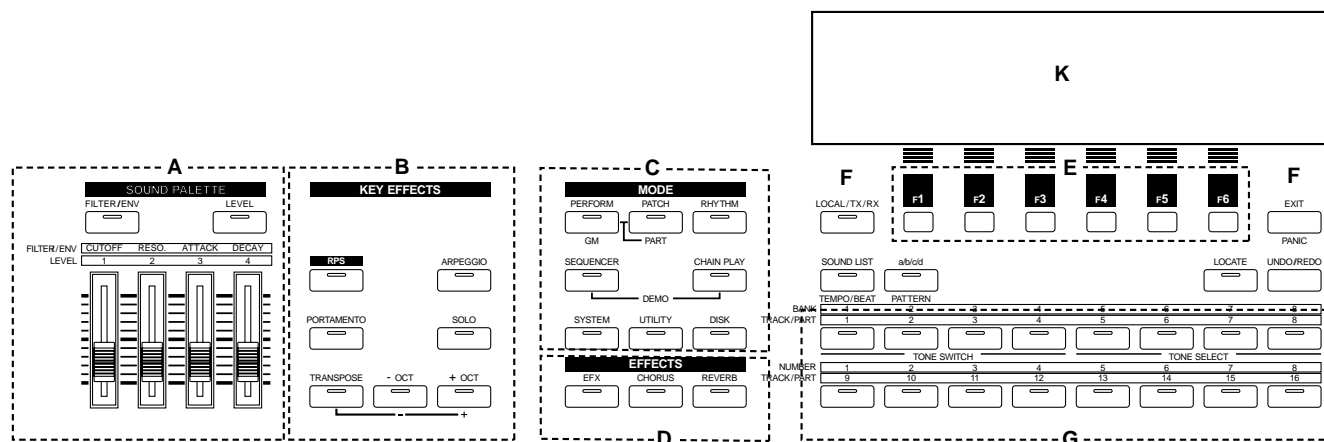 K
A
B
C
E
F
F
SOUND PALETTE
FILTER/ENV
LEVEL
FILTER/ENV CUTOFF RESO. ATTACK DECAY
LEVEL 1 2 3 4
KEY EFFECTS
RPS
ARPEGGIO
PORTAMENTO
SOLO
TRANSPOSE
- OCT
+ OCT
- +
MODE
PERFORM
PATCH
RHYTHM
GM
PART
SEQUENCER
CHAIN PLAY
DEMO
SYSTEM
UTILITY
DISK
EFFECTS
EFX
CHORUS
REVERB
D
F1 F2 F3 F4 F5 F6
LOCAL/TX/RX
EXIT
PANIC
SOUND LIST
a/b/c/d
LOCATE
UNDO/REDO
TEMPO/BEAT
PATTERN
BANK 1 2 3 4 5 6 7 8
TRACK/PART 1 2 3 4 5 6 7 8
TONE SWITCH
TONE SELECT
NUMBER 1 2 3 4 5 6 7 8
TRACK/PART 9 10 11 12 13 14 15 16
G